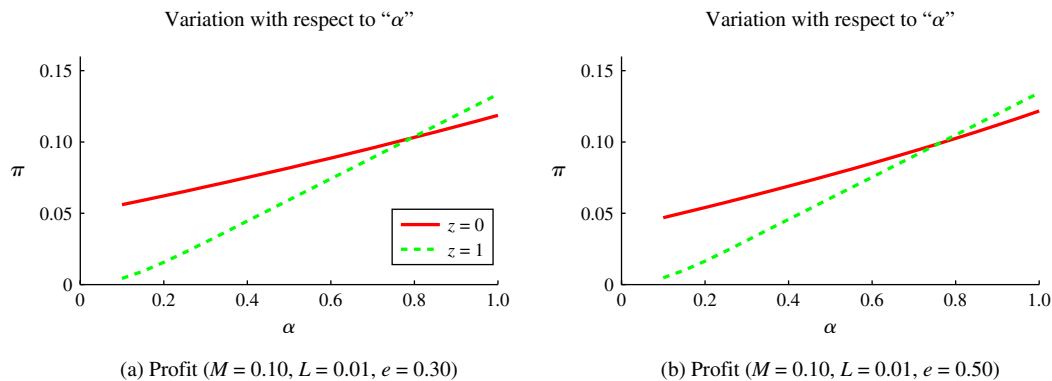 Variation with respect to “α”
0.15
0.10
π
0.05
z = 0
z = 1
0
0 0.2 0.4 0.6 0.8 1.0
α
(a) Profit (M = 0.10, L = 0.01, e = 0.30)
Variation with respect to “α”
0.15
0.10
π
0.05
0
0 0.2 0.4 0.6 0.8 1.0
α
(b) Profit (M = 0.10, L = 0.01, e = 0.50)